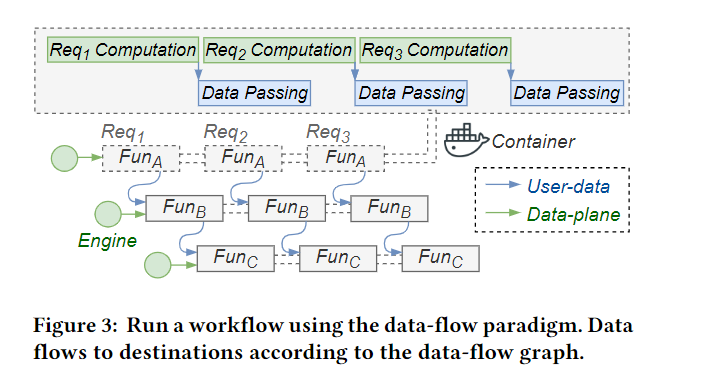 Req1 Computation Req2 Computation Req3 Computation
Data Passing Data Passing Data Passing
Req1 Req2 Req3
Container
FunA FunA FunA
User-data
FunB FunB FunB
Data-plane
Engine
FunC FunC FunC
Figure 3: Run a workflow using the data-flow paradigm. Data
flows to destinations according to the data-flow graph.